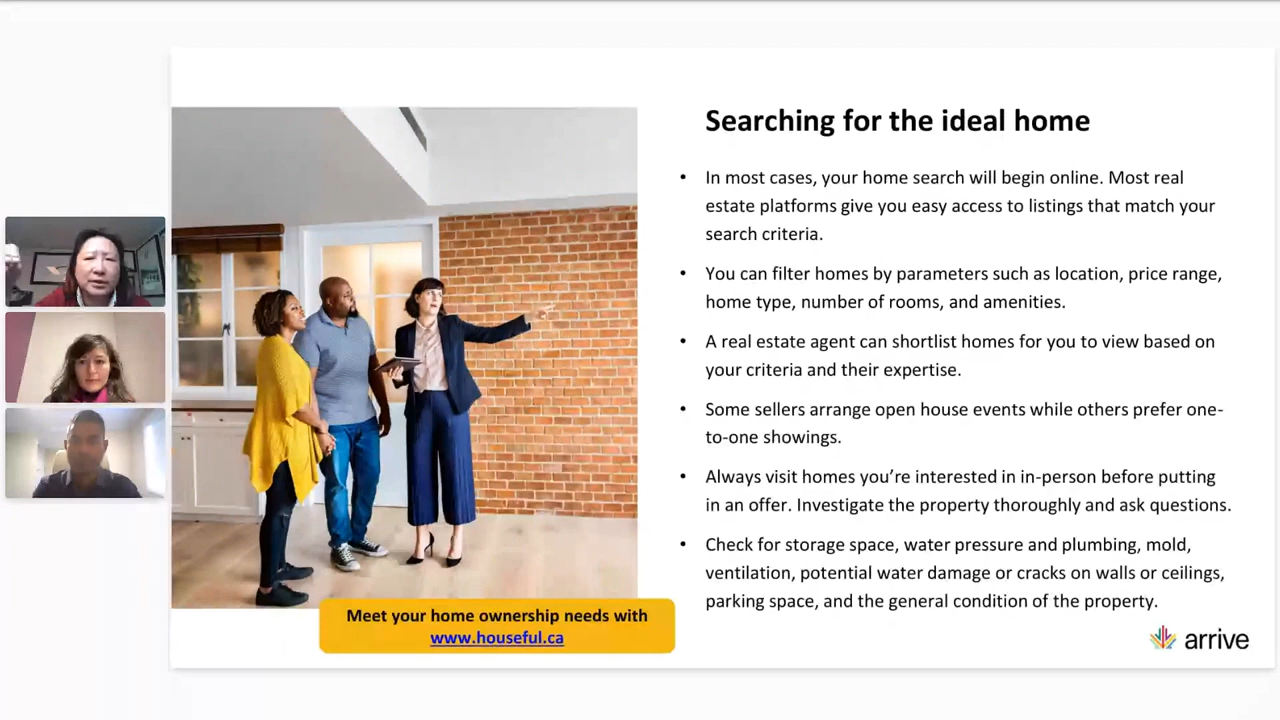 Searching for the ideal home
• In most cases, your home search will begin online. Most real
estate platforms give you easy access to listings that match your
search criteria.
• You can filter homes by parameters such as location, price range,
home type, number of rooms, and amenities.
• A real estate agent can shortlist homes for you to view based on
your criteria and their expertise.
• Some sellers arrange open house events while others prefer one-
to-one showings.
• Always visit homes you’re interested in in-person before putting
in an offer. Investigate the property thoroughly and ask questions.
• Check for storage space, water pressure and plumbing, mold,
ventilation, potential water damage or cracks on walls or ceilings,
parking space, and the general condition of the property.
Meet your home ownership needs with
www.houseful.ca
arrive